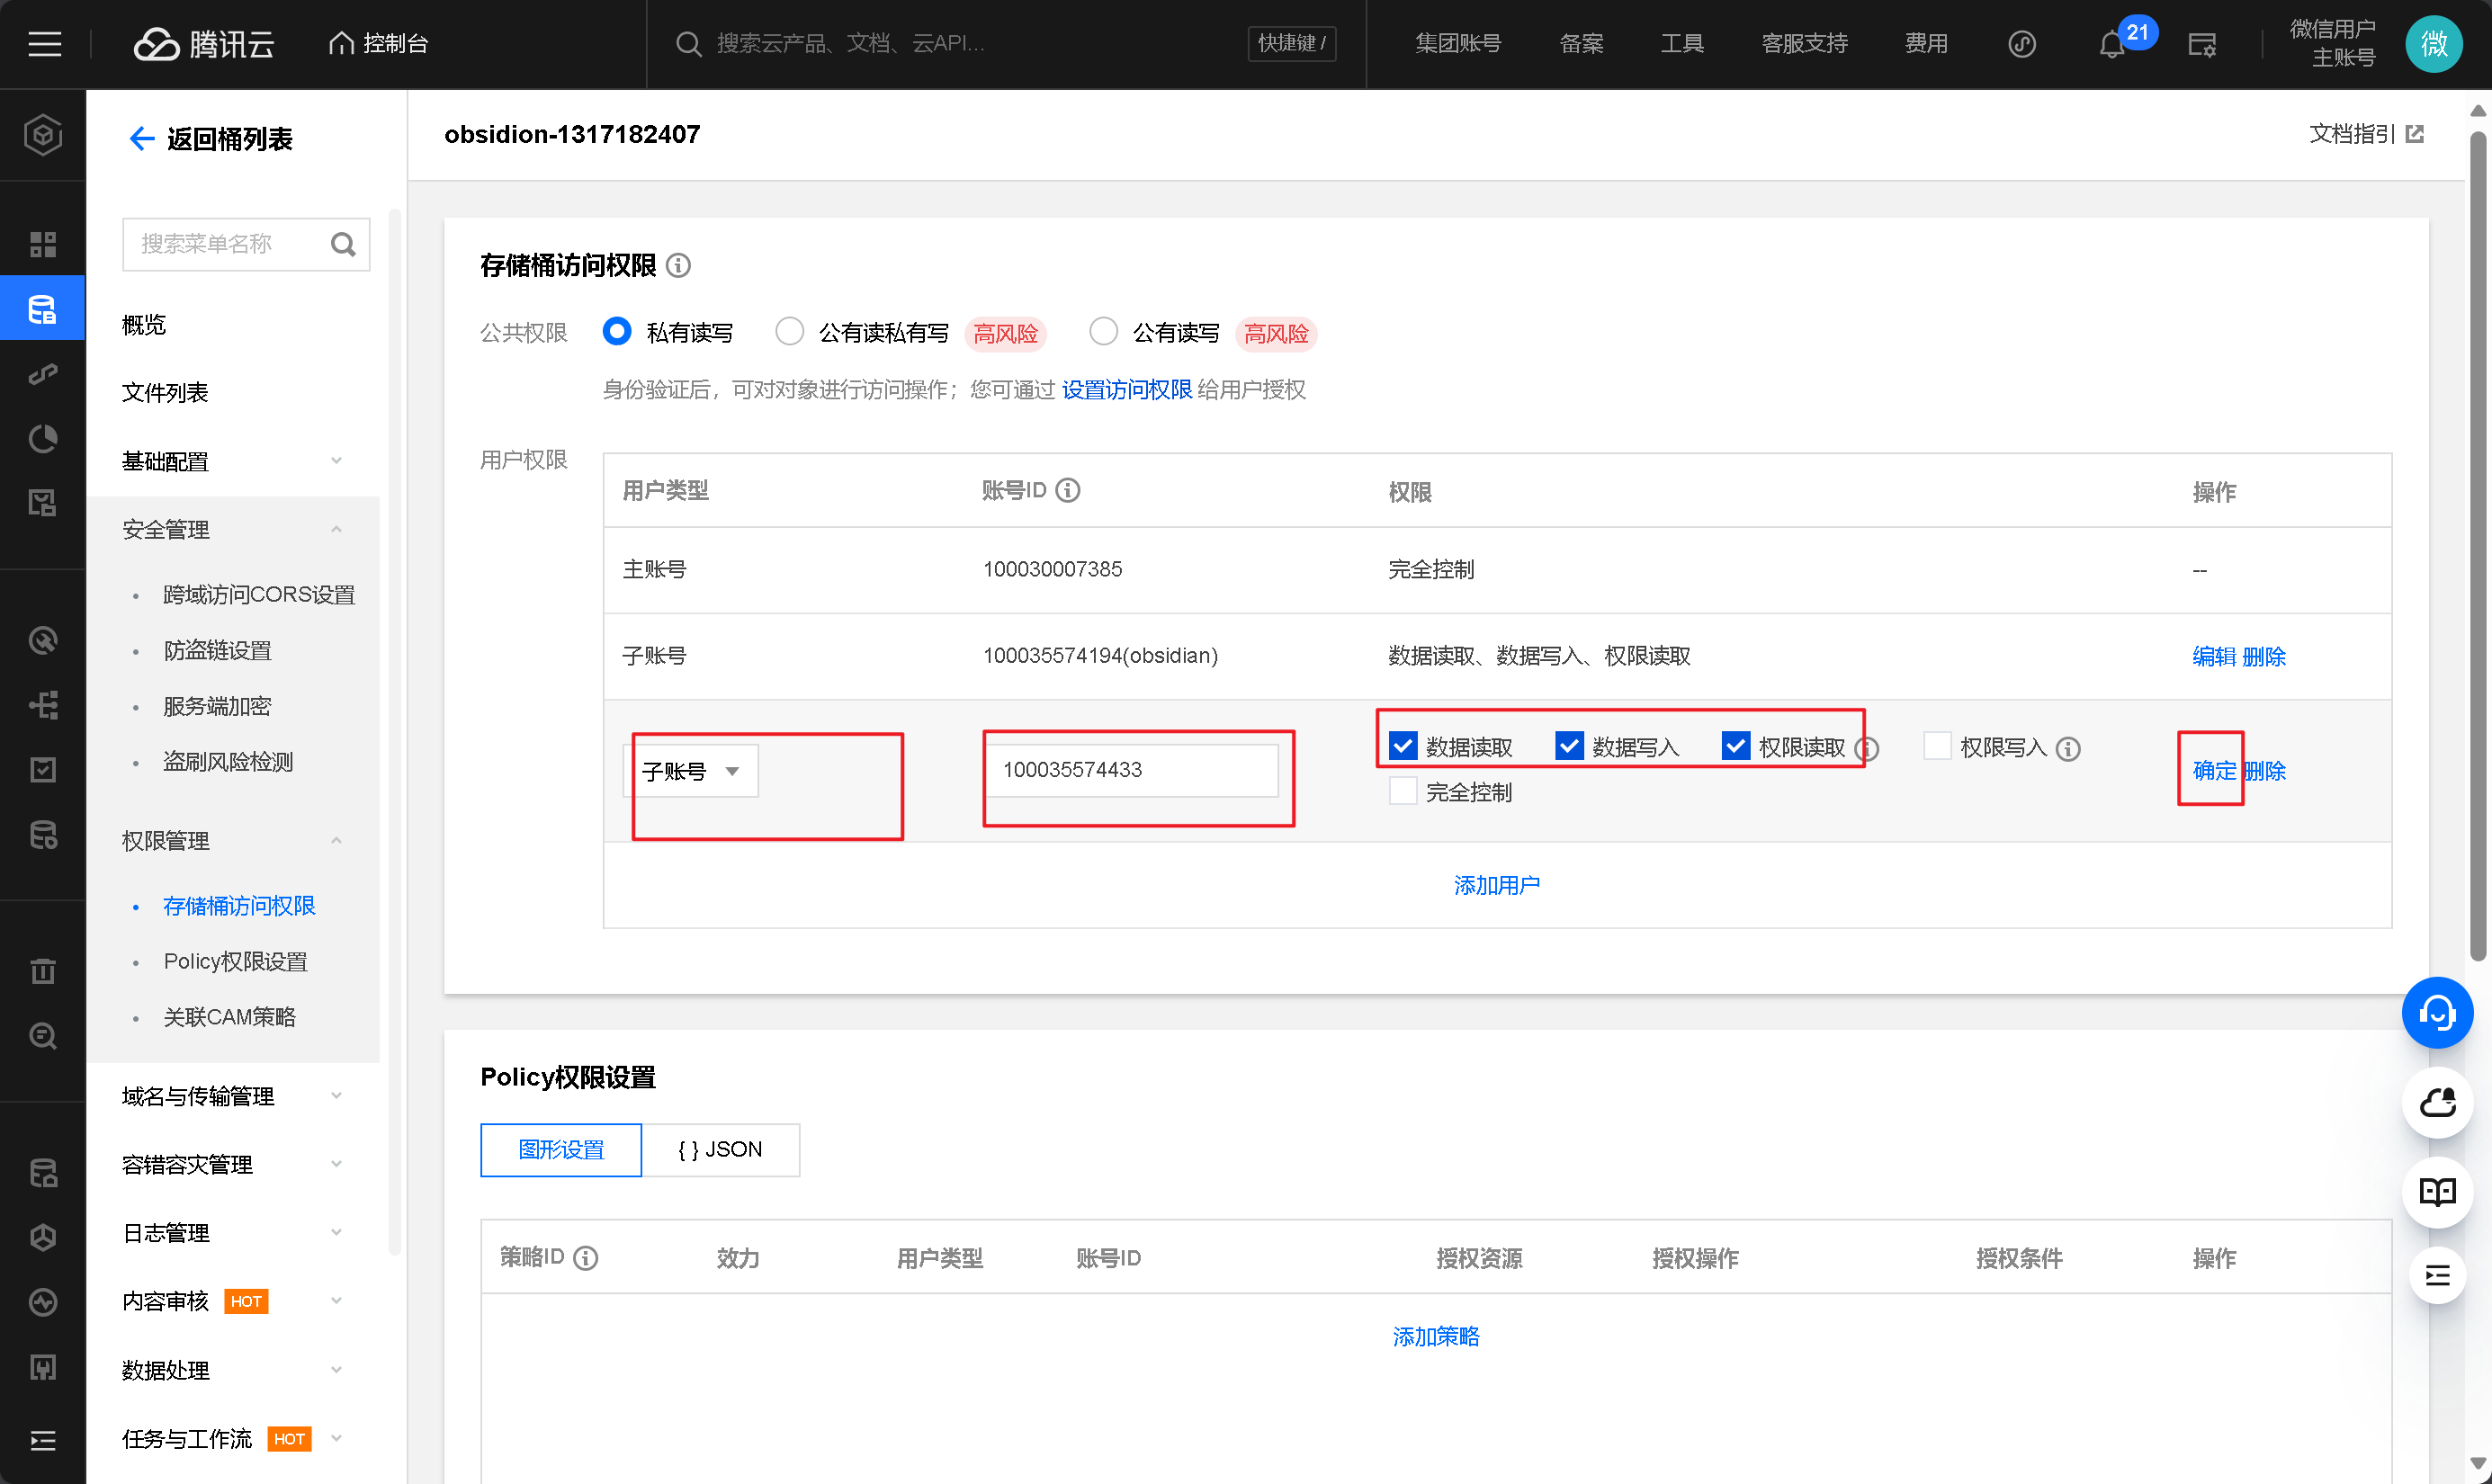 腾讯云
控制台
搜索云产品、文档、云API...
快捷键 /
集团账号
备案
工具
客服支持
费用
21
微信用户
主账号
微
返回桶列表
搜索菜单名称
概览
文件列表
基础配置
安全管理
跨域访问CORS设置
防盗链设置
服务端加密
盗刷风险检测
权限管理
存储桶访问权限
Policy权限设置
关联CAM策略
域名与传输管理
容错容灾管理
日志管理
内容审核 HOT
数据处理
任务与工作流 HOT
obsidion-1317182407
文档指引
存储桶访问权限
公共权限
私有读写
公有读私有写 高风险
公有读写 高风险
身份验证后，可对对象进行访问操作；您可通过 设置访问权限 给用户授权
用户权限
用户类型 账号ID 权限 操作
主账号 100030007385 完全控制 --
子账号 100035574194(obsidian) 数据读取、数据写入、权限读取 编辑 删除
子账号 100035574433 数据读取 数据写入 权限读取 权限写入 确定 删除
完全控制
添加用户
Policy权限设置
图形设置 { } JSON
策略ID 效力 用户类型 账号ID 授权资源 授权操作 授权条件 操作
添加策略